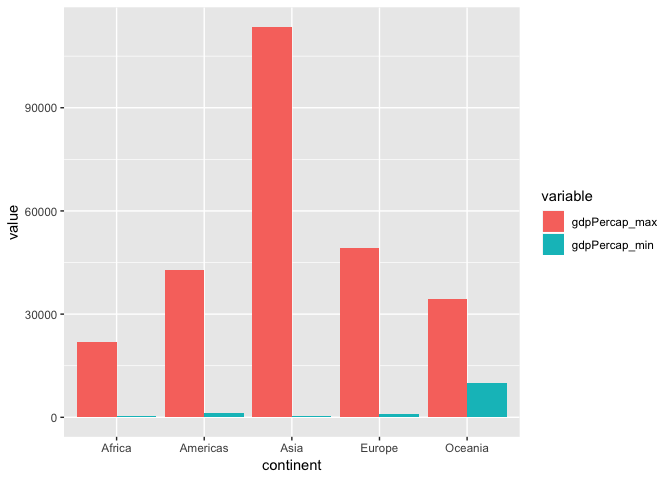 90000
60000
30000
0
value
Africa Americas Asia Europe Oceania
continent
variable
gdpPercap_max
gdpPercap_min